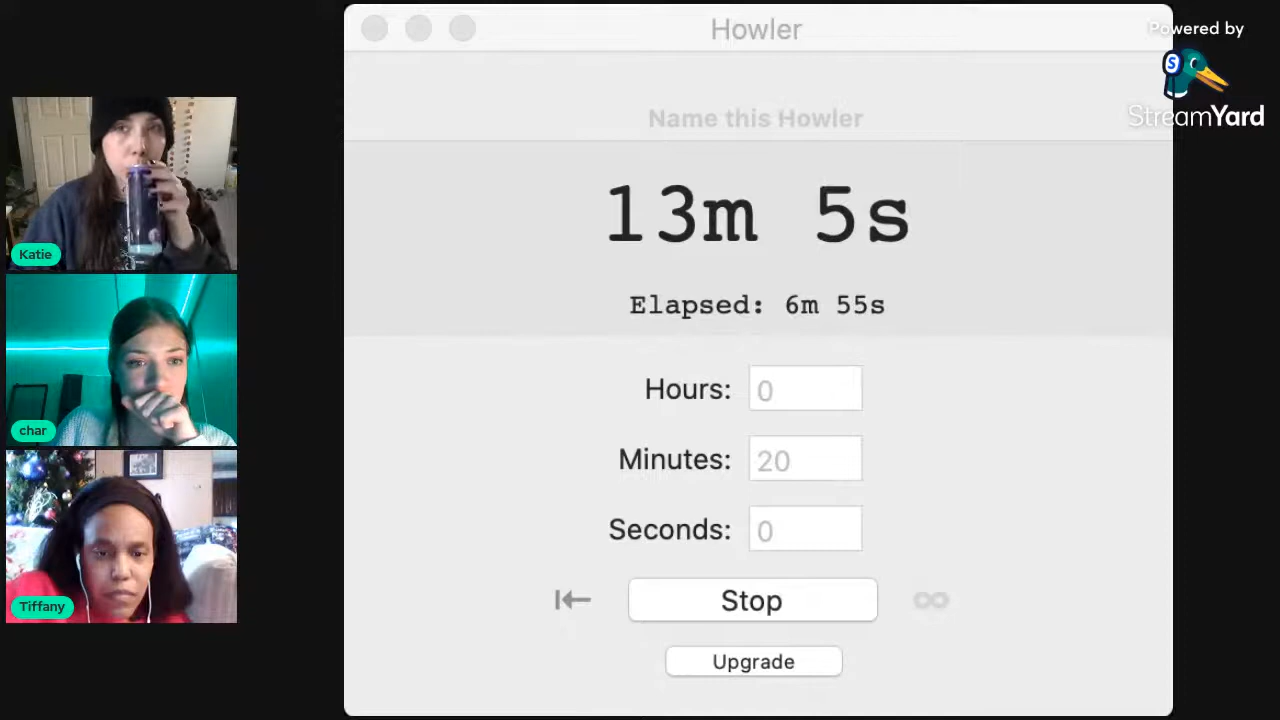 Howler
Powered by
StreamYard
Name this Howler
13m 5s
Elapsed: 6m 55s
Hours: 0
Minutes: 20
Seconds: 0
Stop
Upgrade
Katie
char
Tiffany